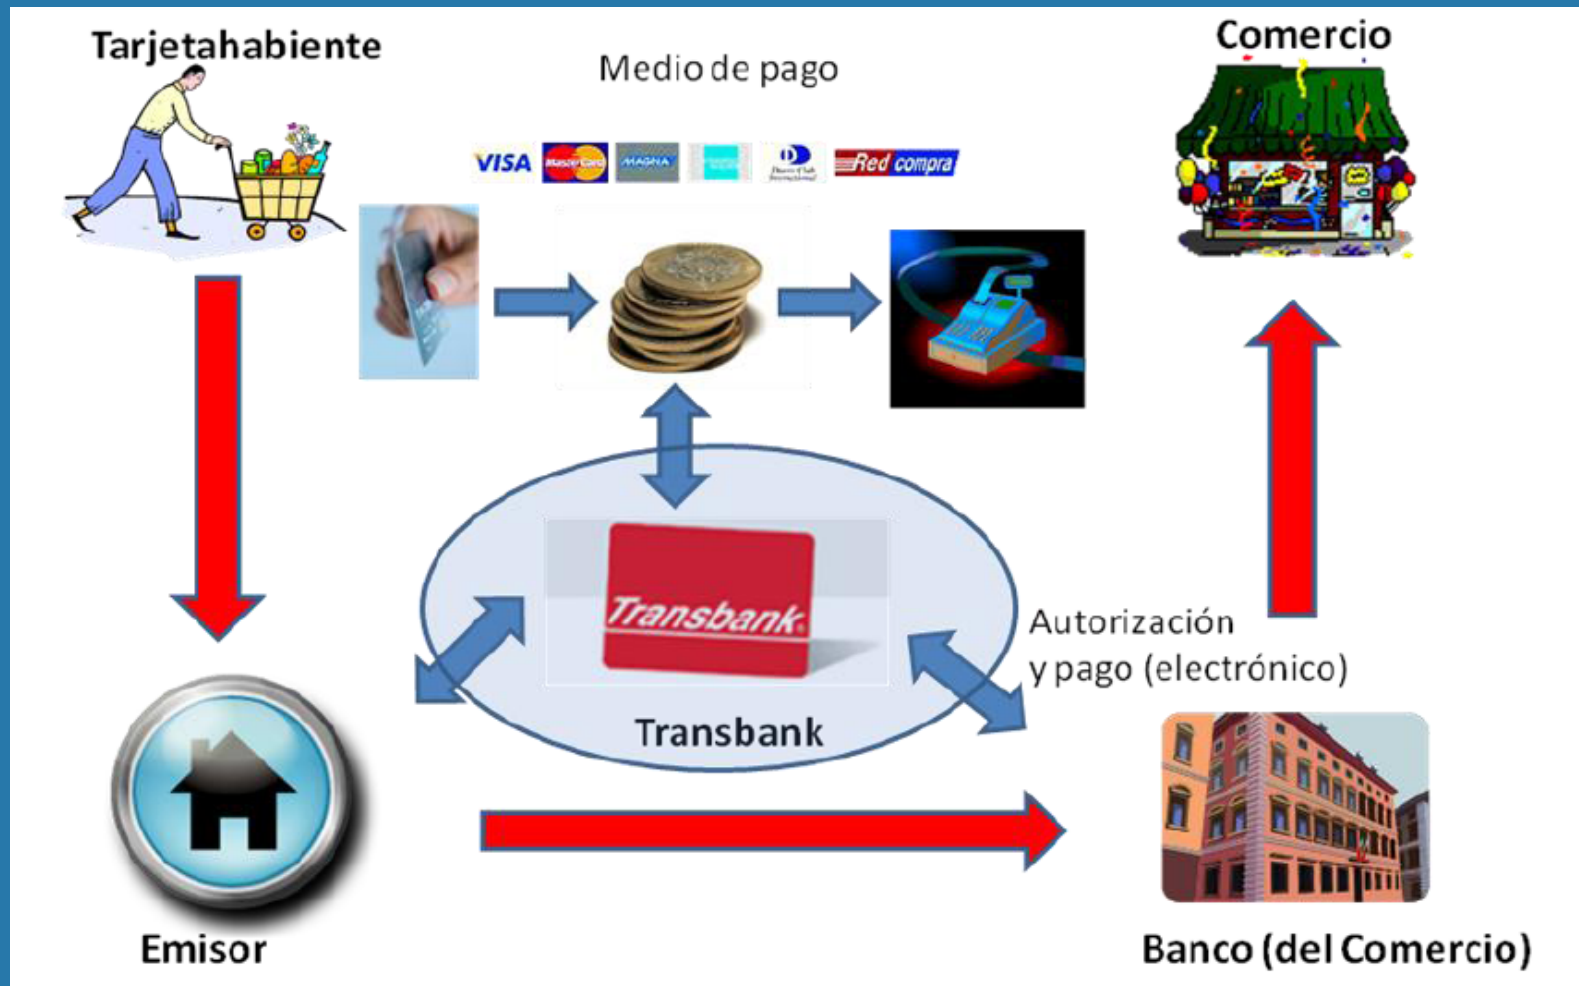 Tarjetahabiente
Medio de pago
Comercio
VISA
MasterCard
MAGNA
Red compra
Transbank.
Transbank
Autorización
y pago (electrónico)
Emisor
Banco (del Comercio)